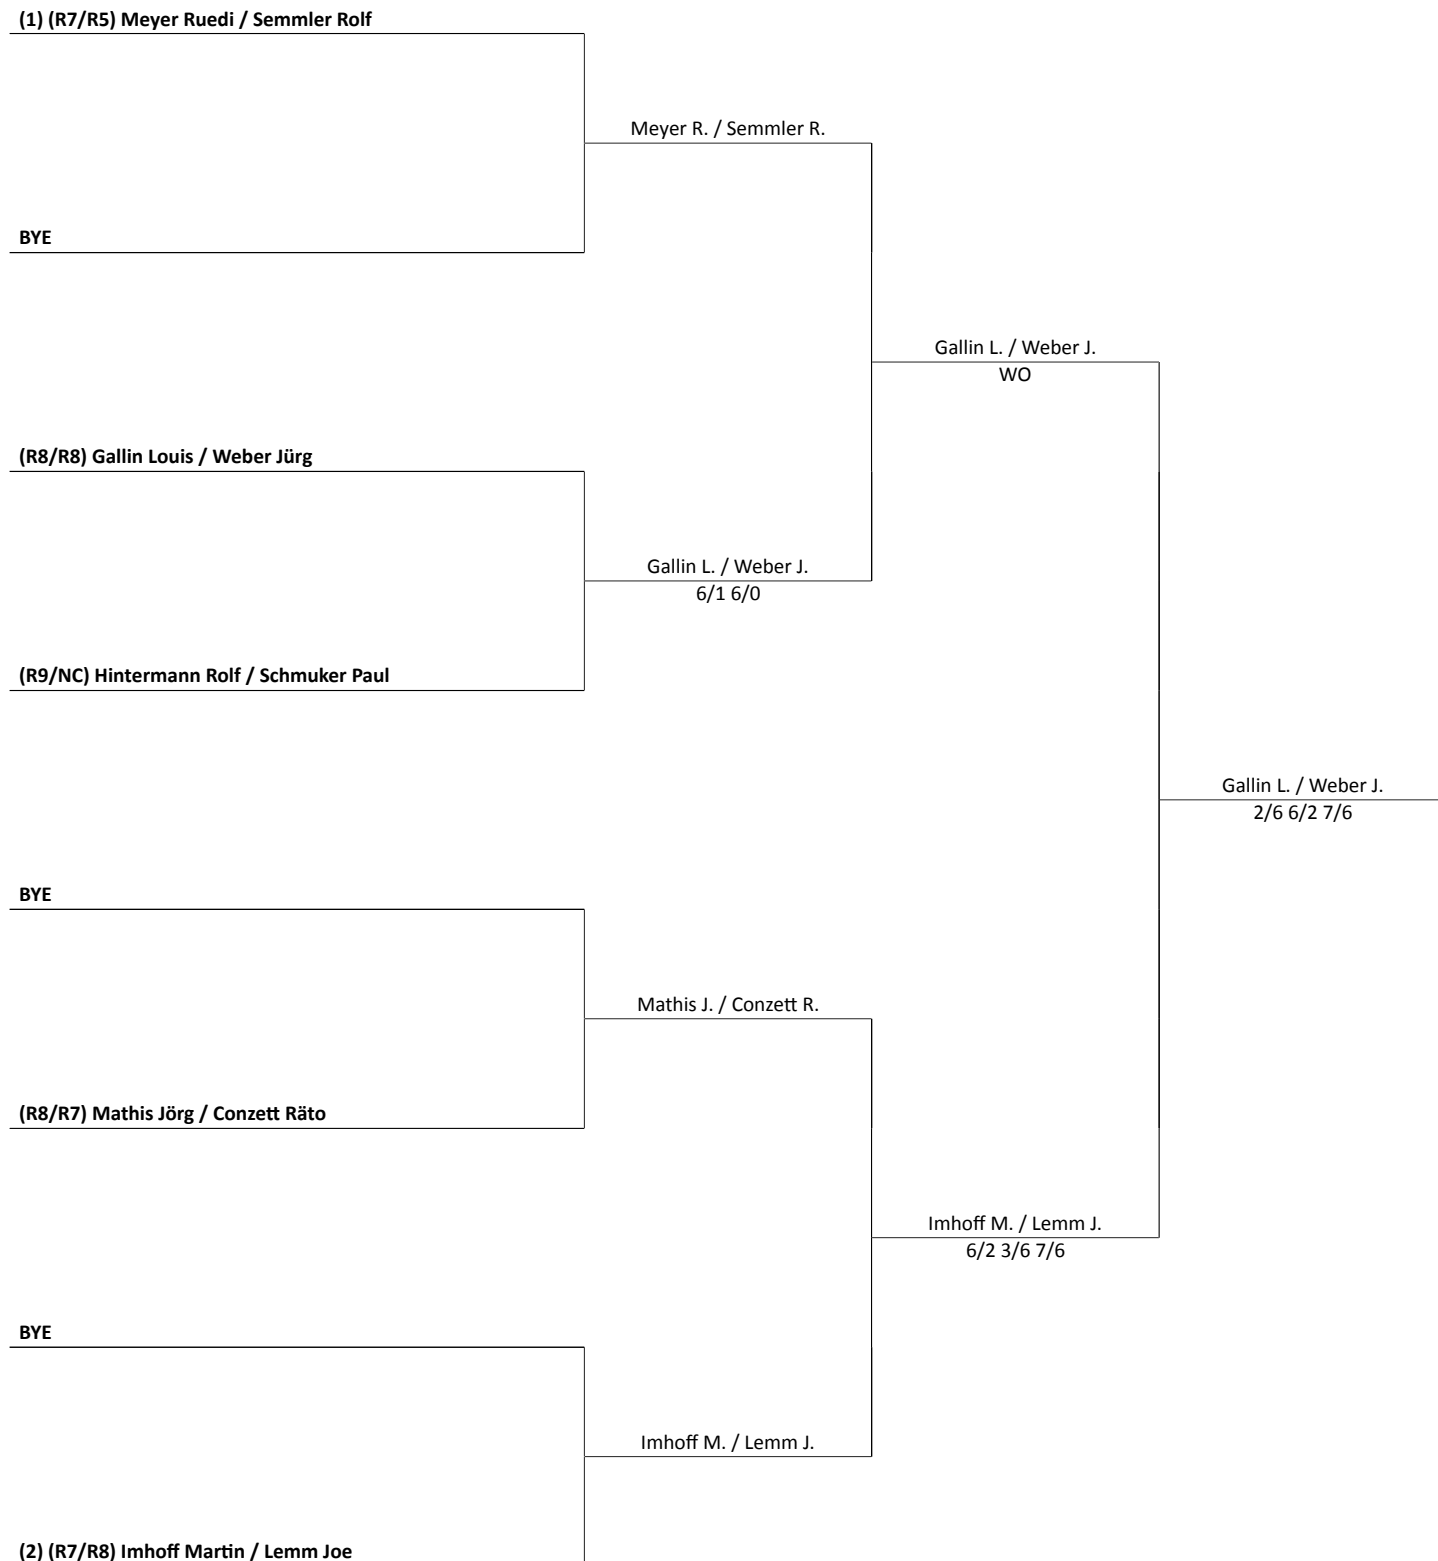 (1) (R7/R5) Meyer Ruedi / Semmler Rolf
Meyer R. / Semmler R.
BYE
Gallin L. / Weber J.
WO
(R8/R8) Gallin Louis / Weber Jürg
Gallin L. / Weber J.
6/1 6/0
(R9/NC) Hintermann Rolf / Schmuker Paul
Gallin L. / Weber J.
2/6 6/2 7/6
BYE
Mathis J. / Conzett R.
(R8/R7) Mathis Jörg / Conzett Räto
Imhoff M. / Lemm J.
6/2 3/6 7/6
BYE
Imhoff M. / Lemm J.
(2) (R7/R8) Imhoff Martin / Lemm Joe